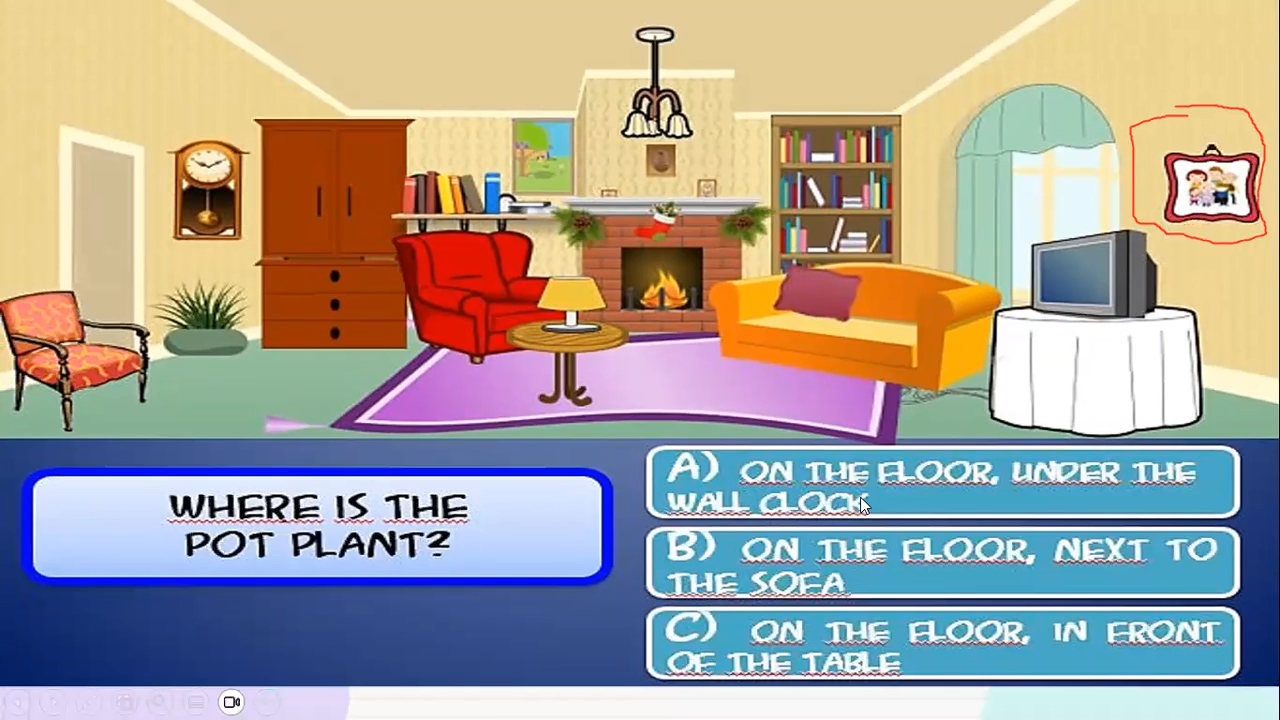 WHERE IS THE
POT PLANT?
A) ON THE FLOOR, UNDER THE
WALL CLOCK
B) ON THE FLOOR, NEXT TO
THE SOFA
C) ON THE FLOOR, IN FRONT
OF THE TABLE